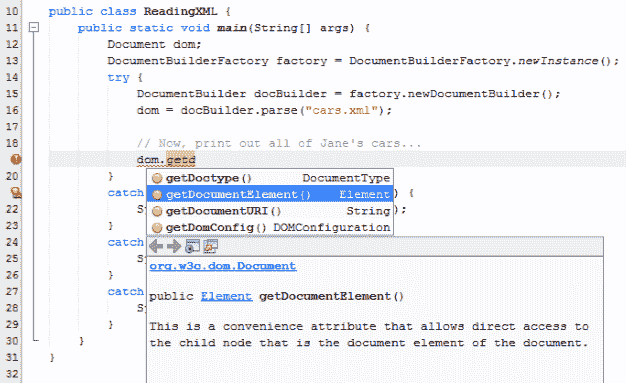 10 public class ReadingXML {
11 public static void main(String[] args) {
12 Document dom;
13 DocumentBuilderFactory factory = DocumentBuilderFactory.newInstance();
14 try {
15 DocumentBuilder docBuilder = factory.newDocumentBuilder();
16 dom = docBuilder.parse("cars.xml");
17
18 // Now, print out all of Jane's cars...
dom.getd
20 }
getDoctype() DocumentType
catch getDocumentElement() Element ) {
22 S getDocumentURI() String );
23 } getDomConfig() DOMConfiguration
24 catch
25 S
org.w3c.dom.Document
26 }
27 catch public Element getDocumentElement()
28 S
29 } This is a convenience attribute that allows direct access to
30 } the child node that is the document element of the document.
31 }
32